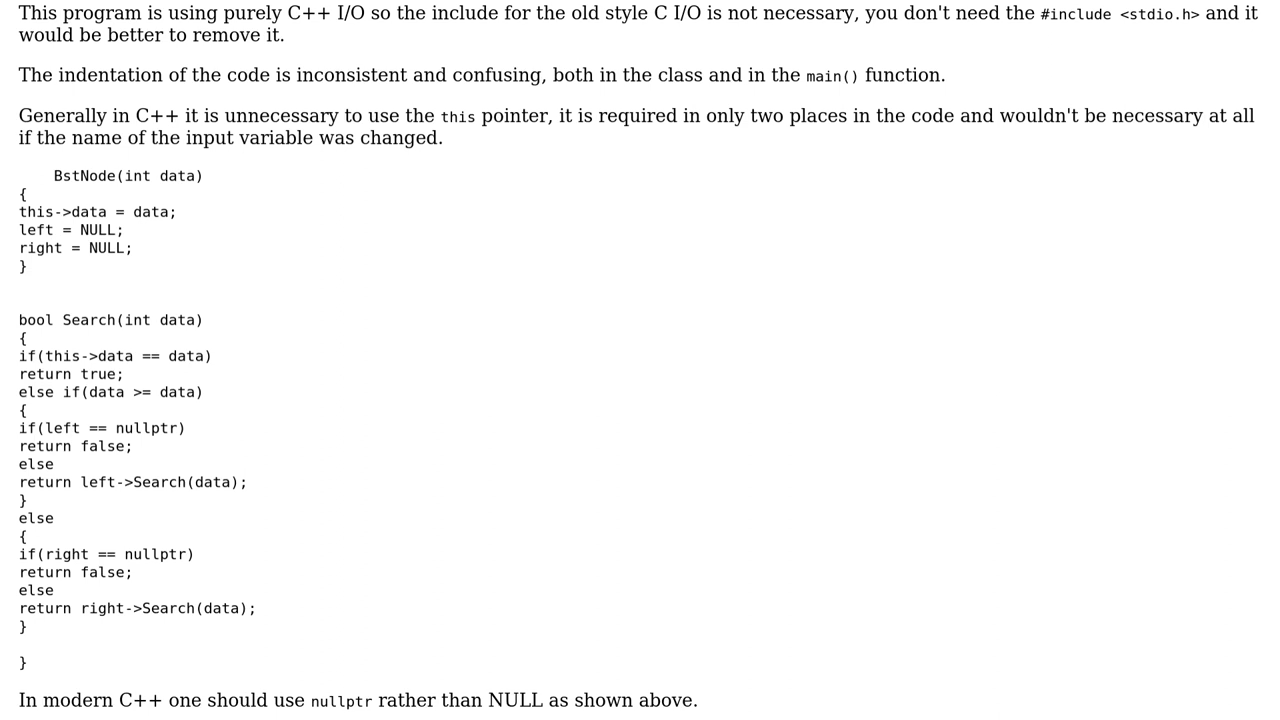 This program is using purely C++ I/O so the include for the old style C I/O is not necessary, you don't need the #include <stdio.h> and it
would be better to remove it.
The indentation of the code is inconsistent and confusing, both in the class and in the main() function.
Generally in C++ it is unnecessary to use the this pointer, it is required in only two places in the code and wouldn't be necessary at all
if the name of the input variable was changed.
    BstNode(int data)
{
this->data = data;
left = NULL;
right = NULL;
}
bool Search(int data)
{
if(this->data == data)
return true;
else if(data >= data)
{
if(left == nullptr)
return false;
else
return left->Search(data);
}
else
{
if(right == nullptr)
return false;
else
return right->Search(data);
}
}
In modern C++ one should use nullptr rather than NULL as shown above.